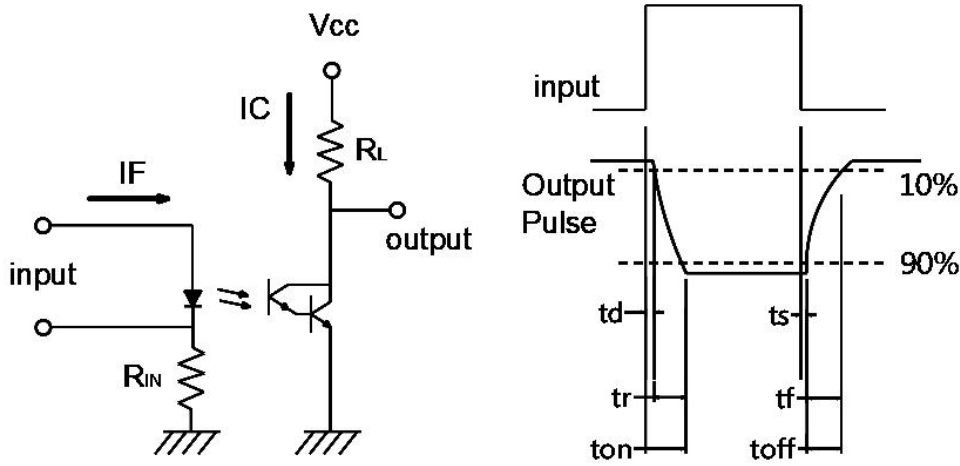 Vcc
IC
RL
IF
output
input
RIN
input
Output
Pulse
10%
90%
td
ts
tr
tf
ton
toff